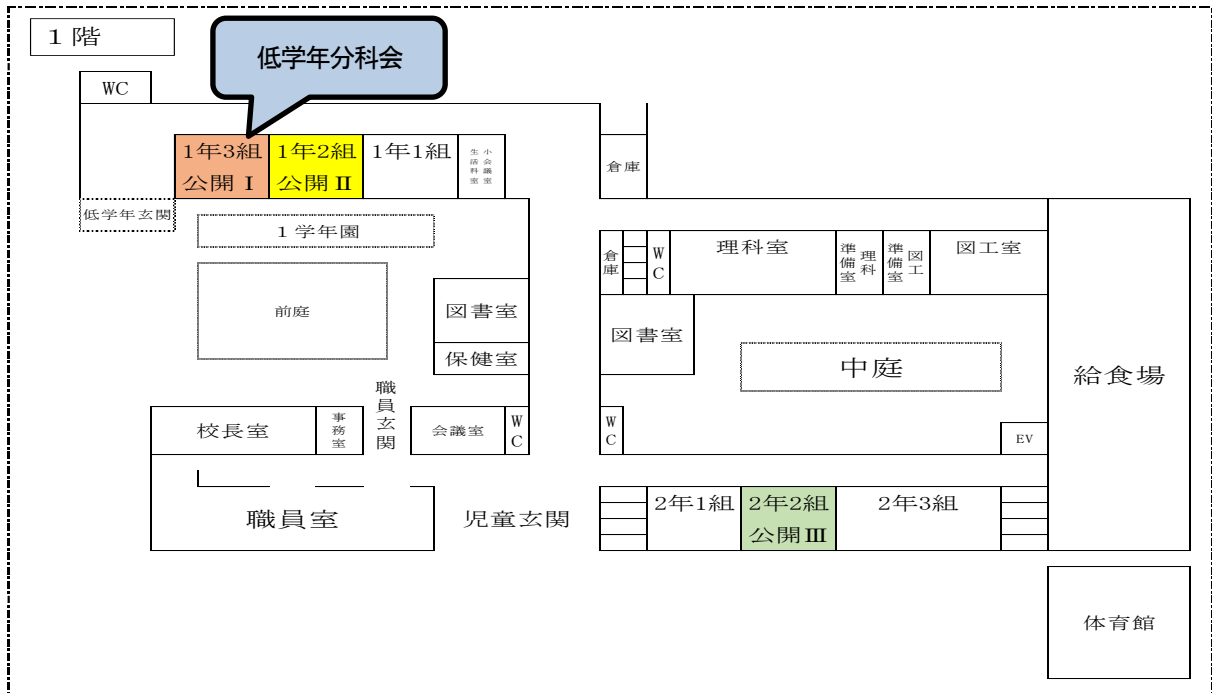 1階
低学年分科会
WC
1年3組
公開Ⅰ
1年2組
公開Ⅱ
1年1組
生活科室
小会議室
倉庫
低学年玄関
1学年園
倉庫
WC
理科室
理科
準備室
図工
準備室
図工室
前庭
図書室
保健室
図書室
中庭
給食場
職員玄関
校長室
事務室
会議室
WC
WC
EV
職員室
児童玄関
2年1組
2年2組
公開Ⅲ
2年3組
体育館